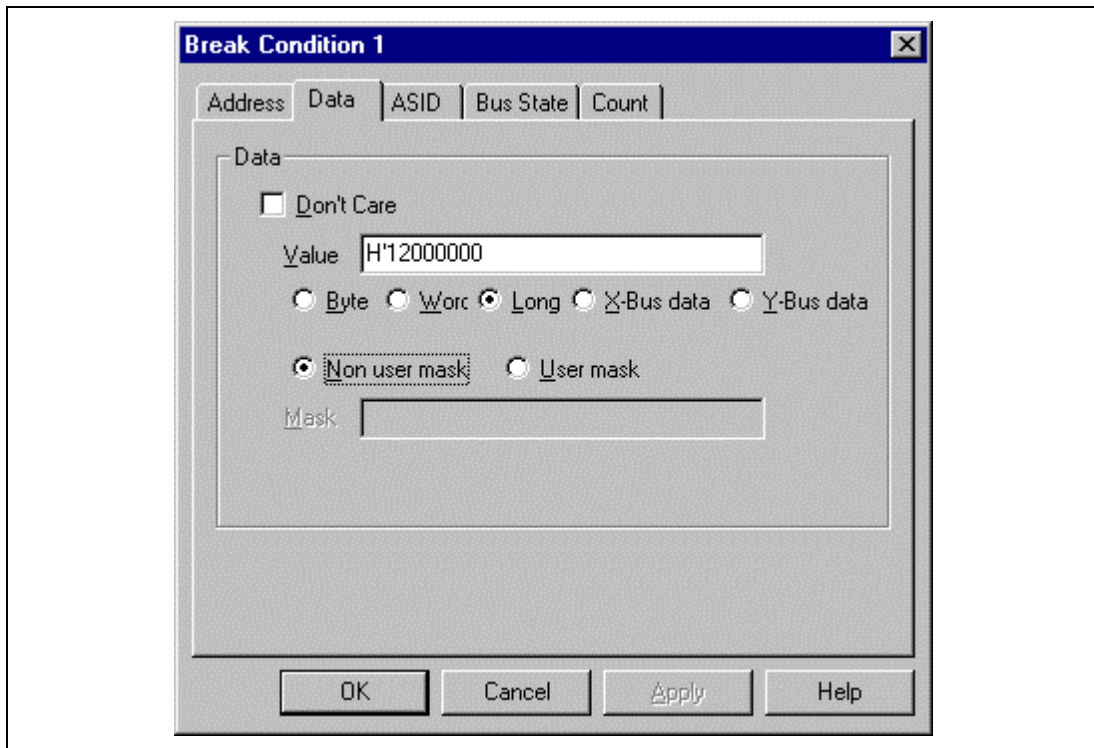 Break Condition 1
Address Data ASID Bus State Count
Data
Don't Care
Value H'12000000
Byte Worc Long X-Bus data Y-Bus data
Non user mask User mask
Mask
OK Cancel Apply Help